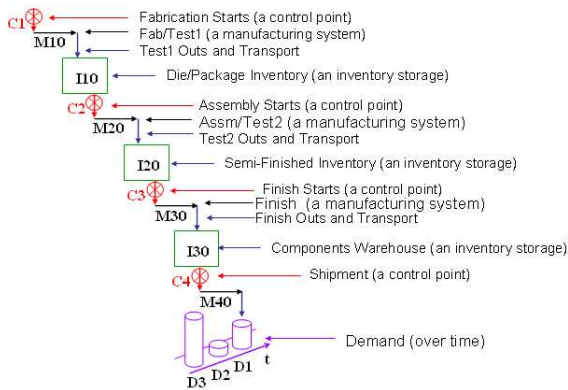 C1 Fabrication Starts (a control point)
M10 Fab/Test1 (a manufacturing system)
Test1 Outs and Transport
I10 Die/Package Inventory (an inventory storage)
C2 Assembly Starts (a control point)
M20 Assm/Test2 (a manufacturing system)
Test2 Outs and Transport
I20 Semi-Finished Inventory (an inventory storage)
C3 Finish Starts (a control point)
M30 Finish (a manufacturing system)
Finish Outs and Transport
I30 Components Warehouse (an inventory storage)
C4 Shipment (a control point)
M40
Demand (over time)
D3 D2 D1 t